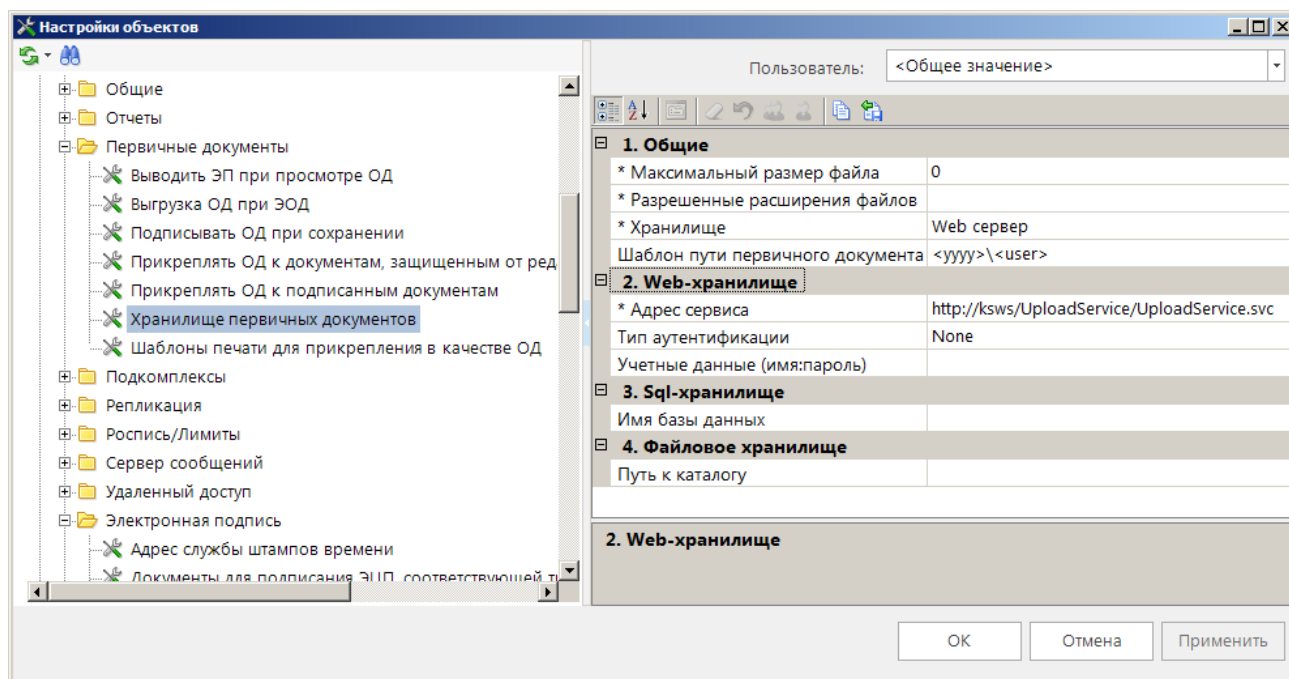 Настройки объектов
Общие
Отчеты
Первичные документы
Выводить ЭП при просмотре ОД
Выгрузка ОД при ЭОД
Подписывать ОД при сохранении
Прикреплять ОД к документам, защищенным от ред
Прикреплять ОД к подписанным документам
Хранилище первичных документов
Шаблоны печати для прикрепления в качестве ОД
Подкомплексы
Репликация
Роспись/Лимиты
Сервер сообщений
Удаленный доступ
Электронная подпись
Адрес службы штампов времени
Документы для подписания ЭЦП, соответствующей т
Пользователь: <Общее значение>
1. Общие
* Максимальный размер файла 0
* Разрешенные расширения файлов
* Хранилище Web сервер
Шаблон пути первичного документа <yyyy>\<user>
2. Web-хранилище
* Адрес сервиса http://ksws/UploadService/UploadService.svc
Тип аутентификации None
Учетные данные (имя:пароль)
3. Sql-хранилище
Имя базы данных
4. Файловое хранилище
Путь к каталогу
2. Web-хранилище
ОК Отмена Применить